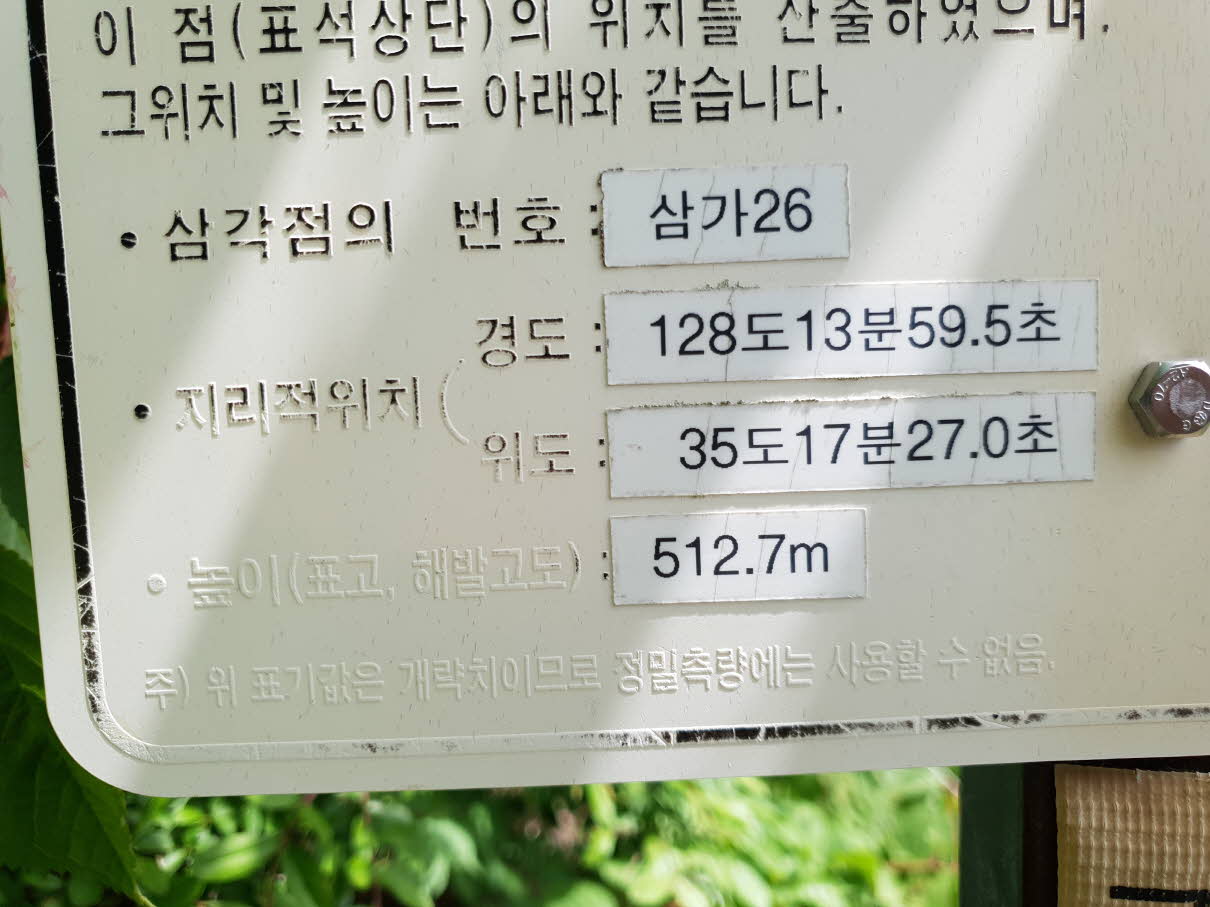 이 점(표석상단)의 위치를 산출하였으며,
그위치 및 높이는 아래와 같습니다.
• 삼각점의 번호 : 삼가26
• 지리적위치 ( 경도 : 128도13분59.5초
위도 : 35도17분27.0초
• 높이(표고, 해발고도) : 512.7m
주) 위 표기값은 개략치이므로 정밀측량에는 사용할 수 없음.